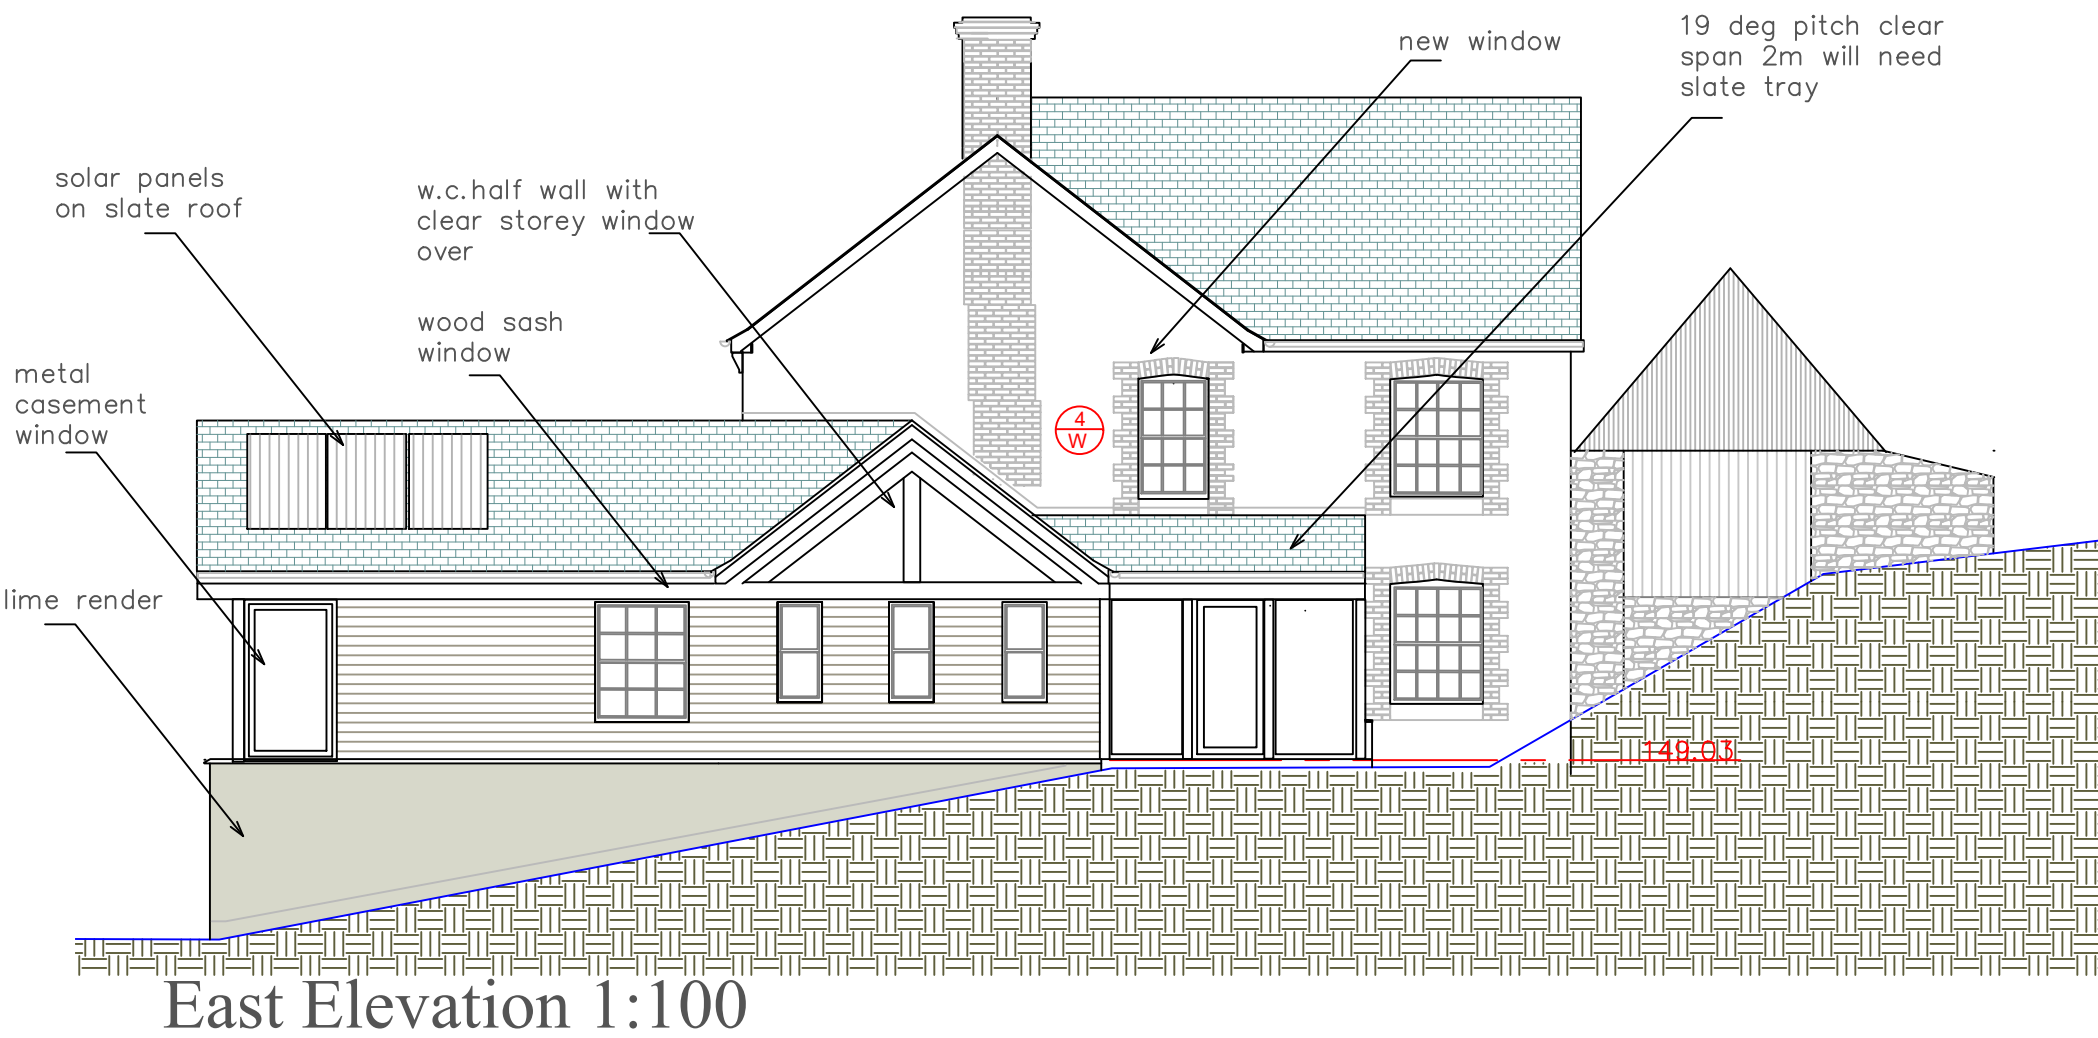 19 deg pitch clear
span 2m will need
slate tray
new window
solar panels
on slate roof
w.c.half wall with
clear storey window
over
wood sash
window
metal
casement
window
4
W
lime render
149.03
East Elevation 1:100